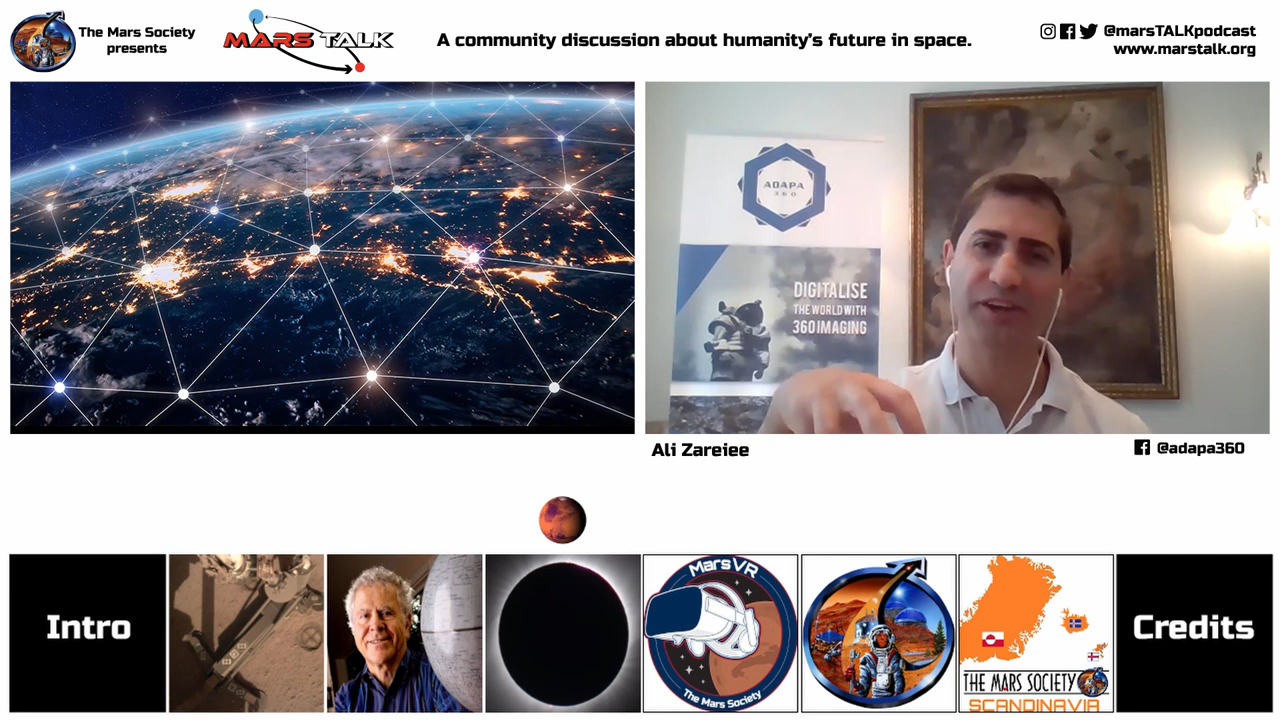 The Mars Society
presents
MARS TALK
A community discussion about humanity's future in space.
@marsTALKpodcast
www.marstalk.org
ADAPA
360
DIGITALISE
THE WORLD WITH
360 IMAGING
Ali Zareiee
@adapa360
Intro
MarsVR
The Mars Society
THE MARS SOCIETY
SCANDINAVIA
Credits